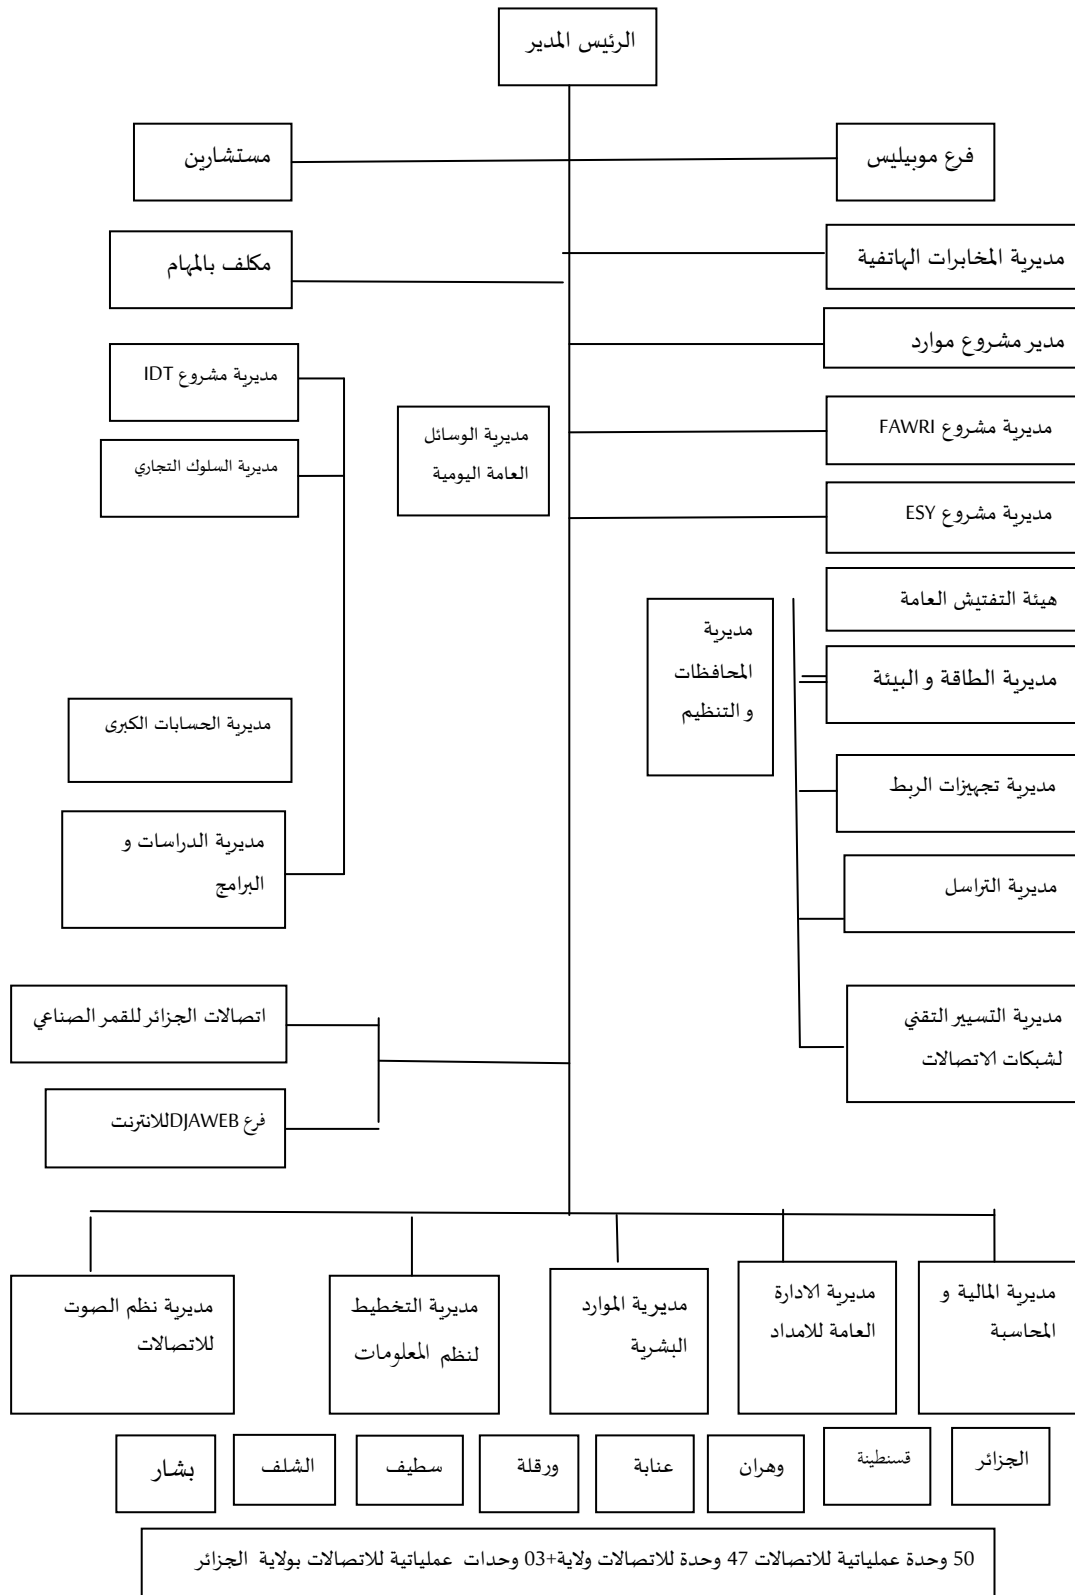 الرئيس المدير
فرع موبيليس
مستشارين
مديرية المخابرات الهاتفية
مكلف بالمهام
مدير مشروع موارد
مديرية مشروع IDT
مديرية مشروع FAWRI
مديرية الوسائل
العامة اليومية
مديرية السلوك التجاري
مديرية مشروع ESY
هيئة التفتيش العامة
مديرية
المحافظات
و التنظيم
مديرية الطاقة و البيئة
مديرية الحسابات الكبرى
مديرية تجهيزات الربط
مديرية الدراسات و
البرامج
مديرية التراسل
اتصالات الجزائر للقمر الصناعي
مديرية التسيير التقني
لشبكات الاتصالات
فرع DJAWEBللانترنت
مديرية المالية و
المحاسبة
مديرية الادارة
العامة للامداد
مديرية الموارد
البشرية
مديرية التخطيط
لنظم المعلومات
مديرية نظم الصوت
للاتصالات
الجزائر
قسنطينة
وهران
عنابة
ورقلة
سطيف
الشلف
بشار
50 وحدة عملياتية للاتصالات 47 وحدة للاتصالات ولاية+03 وحدات عملياتية للاتصالات بولاية الجزائر